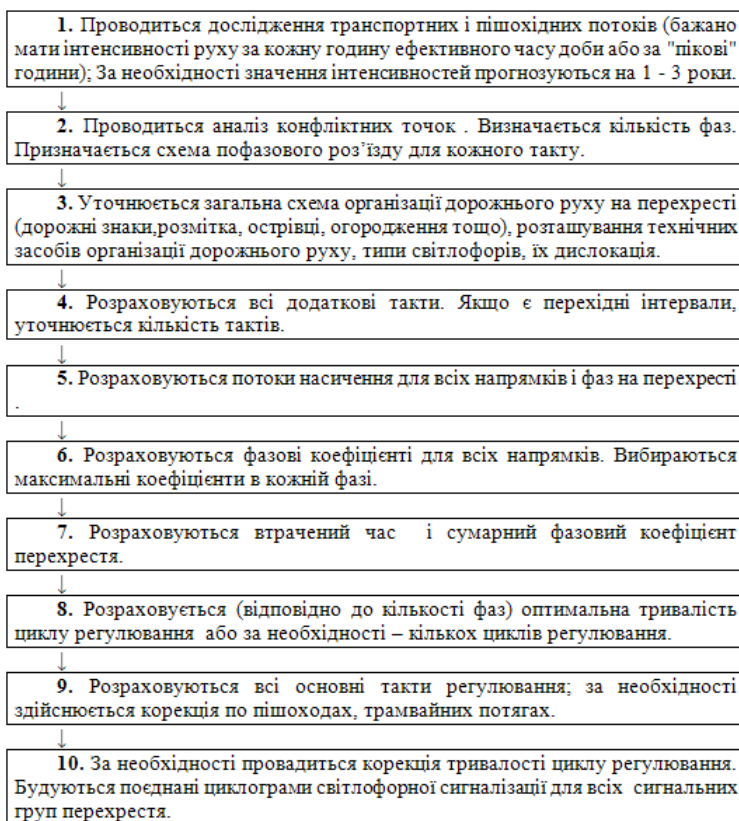 1. Проводиться дослідження транспортних і пішохідних потоків (бажано
мати інтенсивності руху за кожну годину ефективного часу доби або за "пікові"
години); За необхідності значення інтенсивностей прогнозуються на 1 - 3 роки.
↓
2. Проводиться аналіз конфліктних точок . Визначається кількість фаз.
Призначається схема пофазового роз’їзду для кожного такту.
↓
3. Уточнюється загальна схема організації дорожнього руху на перехресті
(дорожні знаки,розмітка, острівці, огородження тощо), розташування технічних
засобів організації дорожнього руху, типи світлофорів, їх дислокація.
↓
4. Розраховуються всі додаткові такти. Якщо є перехідні інтервали,
уточнюється кількість тактів.
↓
5. Розраховуються потоки насичення для всіх напрямків і фаз на перехресті
.
↓
6. Розраховуються фазові коефіцієнті для всіх напрямків. Вибираються
максимальні коефіцієнти в кожній фазі.
↓
7. Розраховуються втрачений час і сумарний фазовий коефіцієнт
перехрестя.
↓
8. Розраховується (відповідно до кількості фаз) оптимальна тривалість
циклу регулювання або за необхідності – кількох циклів регулювання.
↓
9. Розраховуються всі основні такти регулювання; за необхідності
здійснюється корекція по пішоходах, трамвайних потягах.
↓
10. За необхідності провадиться корекція тривалості циклу регулювання.
Будуються поєднані циклограми світлофорної сигналізації для всіх сигнальних
груп перехрестя.